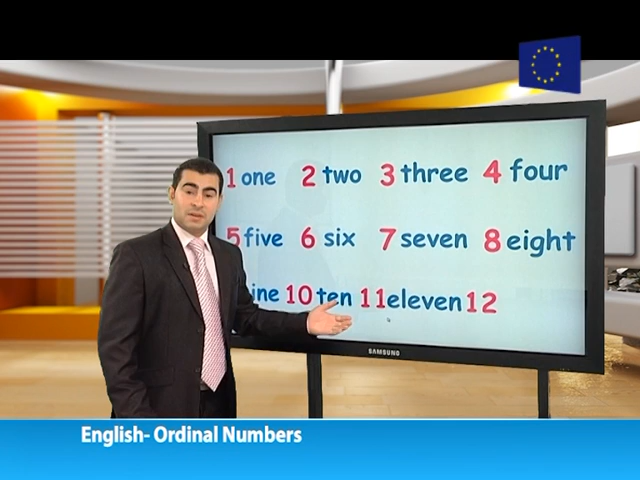 1 one 2 two 3 three 4 four
5 five 6 six 7 seven 8 eight
ine 10 ten 11 eleven 12
SAMSUNG
English- Ordinal Numbers